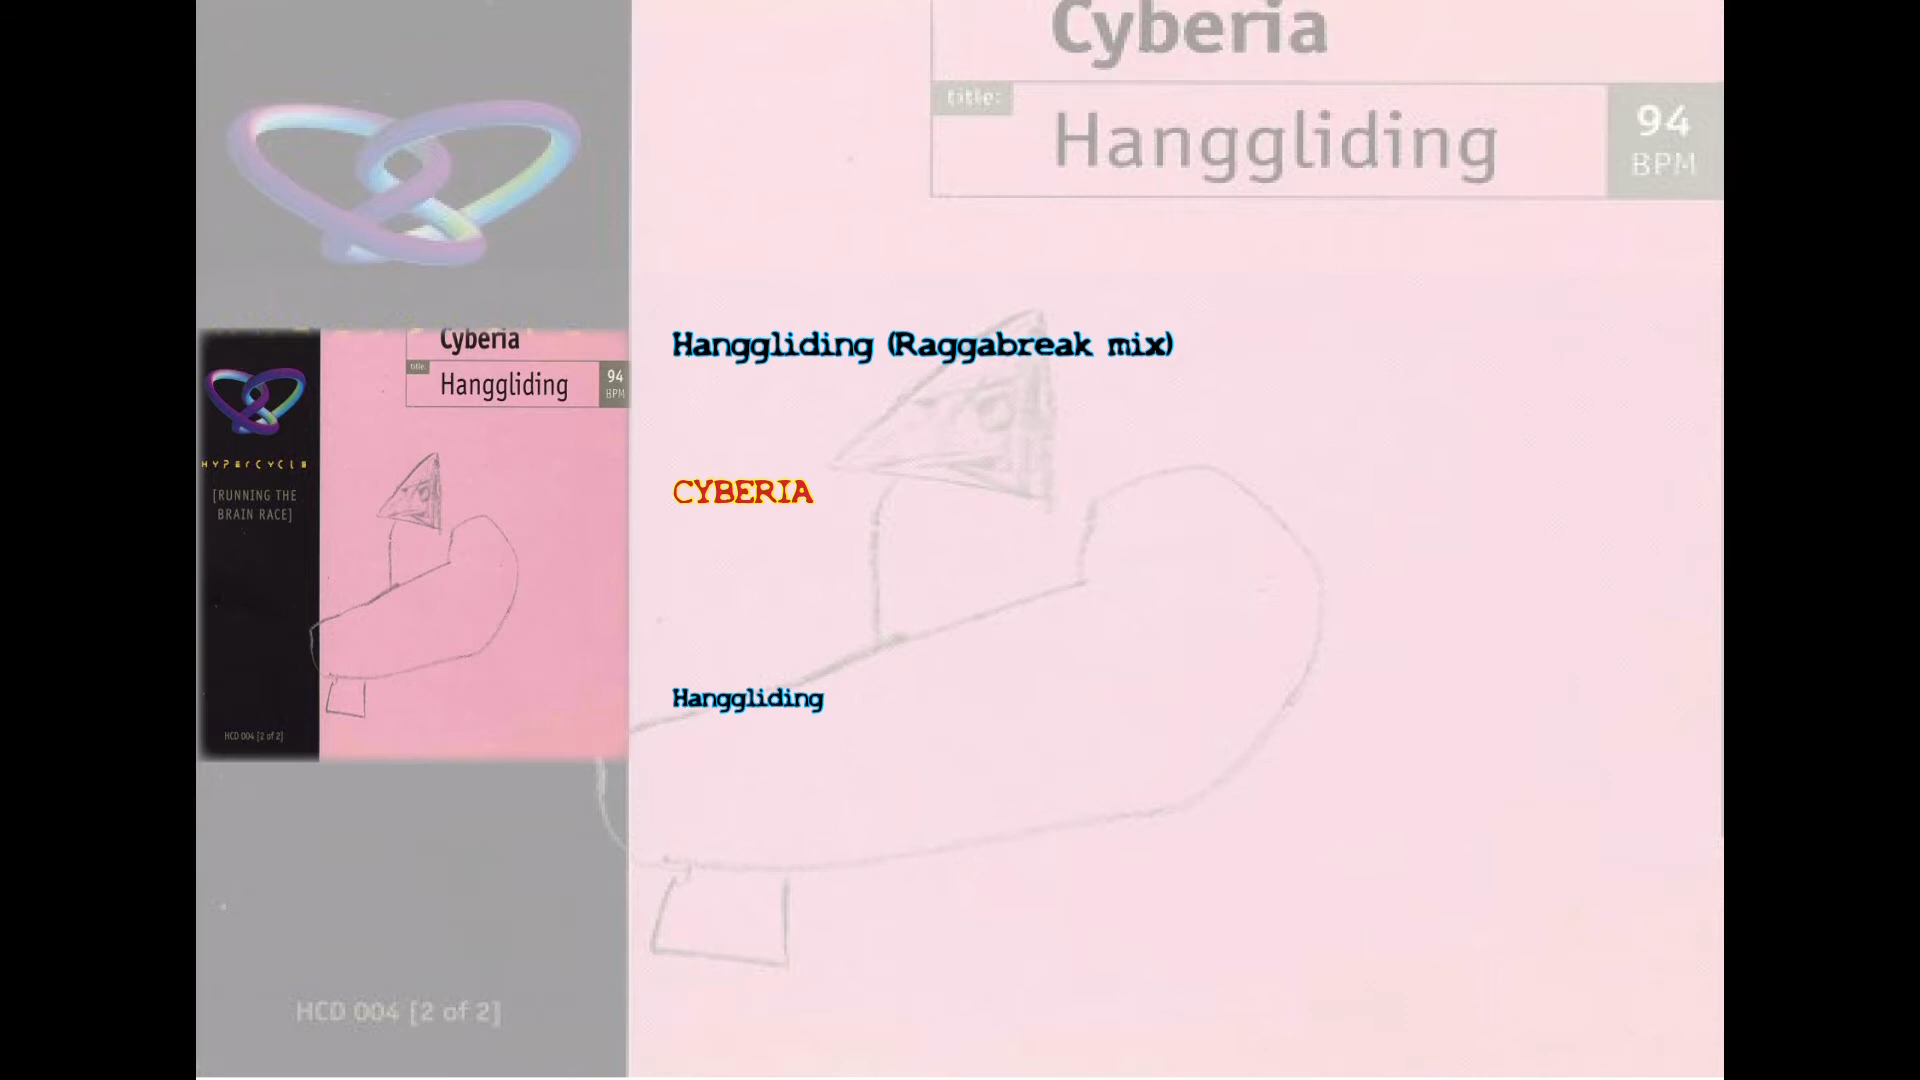 Cyberia
title:
Hanggliding
94
BPM
Cyberia
title:
Hanggliding
94
BPM
HYPERCYCLE
[RUNNING THE
BRAIN RACE]
HCD 004 [2 of 2]
Hanggliding (Raggabreak mix)
CYBERIA
Hanggliding
HCD 004 [2 of 2]